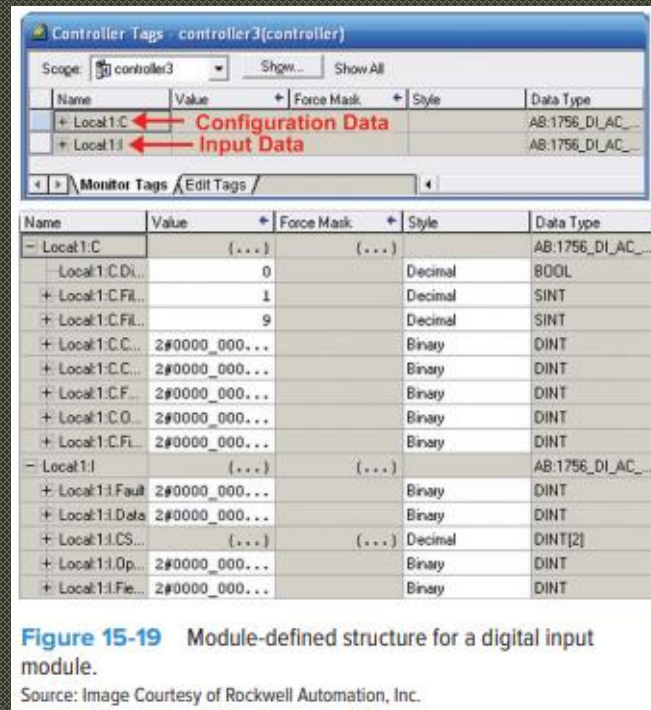 Controller Tags - controller3(controller)
Scope: controller3 Show... Show All
Name Value Force Mask Style Data Type
+ Local:1:C Configuration Data AB:1756_DI_AC_...
+ Local:1:I Input Data AB:1756_DI_AC_...
Monitor Tags Edit Tags
Name Value Force Mask Style Data Type
- Local:1:C {...} {...} AB:1756_DI_AC_...
Local:1:C.Di... 0 Decimal BOOL
+ Local:1:C.Fil... 1 Decimal SINT
+ Local:1:C.Fil... 9 Decimal SINT
+ Local:1:C.C... 2#0000_000... Binary DINT
+ Local:1:C.C... 2#0000_000... Binary DINT
+ Local:1:C.F... 2#0000_000... Binary DINT
+ Local:1:C.O... 2#0000_000... Binary DINT
+ Local:1:C.Fi... 2#0000_000... Binary DINT
- Local:1:I {...} {...} AB:1756_DI_AC_...
+ Local:1:I.Fault 2#0000_000... Binary DINT
+ Local:1:I.Data 2#0000_000... Binary DINT
+ Local:1:I.CS... {...} {...} Decimal DINT[2]
+ Local:1:I.Op... 2#0000_000... Binary DINT
+ Local:1:I.Fie... 2#0000_000... Binary DINT
Figure 15-19 Module-defined structure for a digital input
module.
Source: Image Courtesy of Rockwell Automation, Inc.